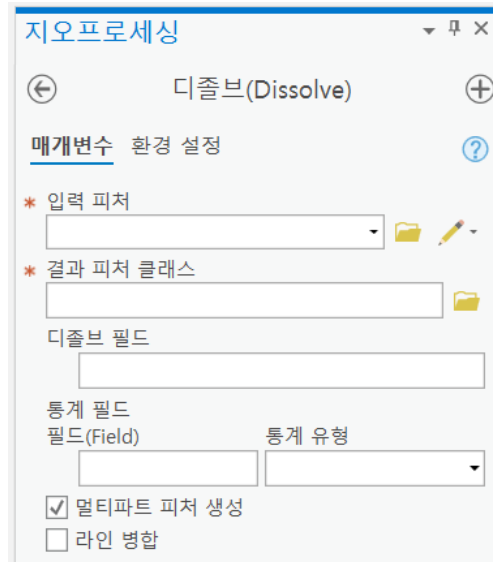 지오프로세싱
디졸브(Dissolve)
매개변수 환경 설정
* 입력 피처
* 결과 피처 클래스
디졸브 필드
통계 필드
필드(Field) 통계 유형
멀티파트 피처 생성
라인 병합